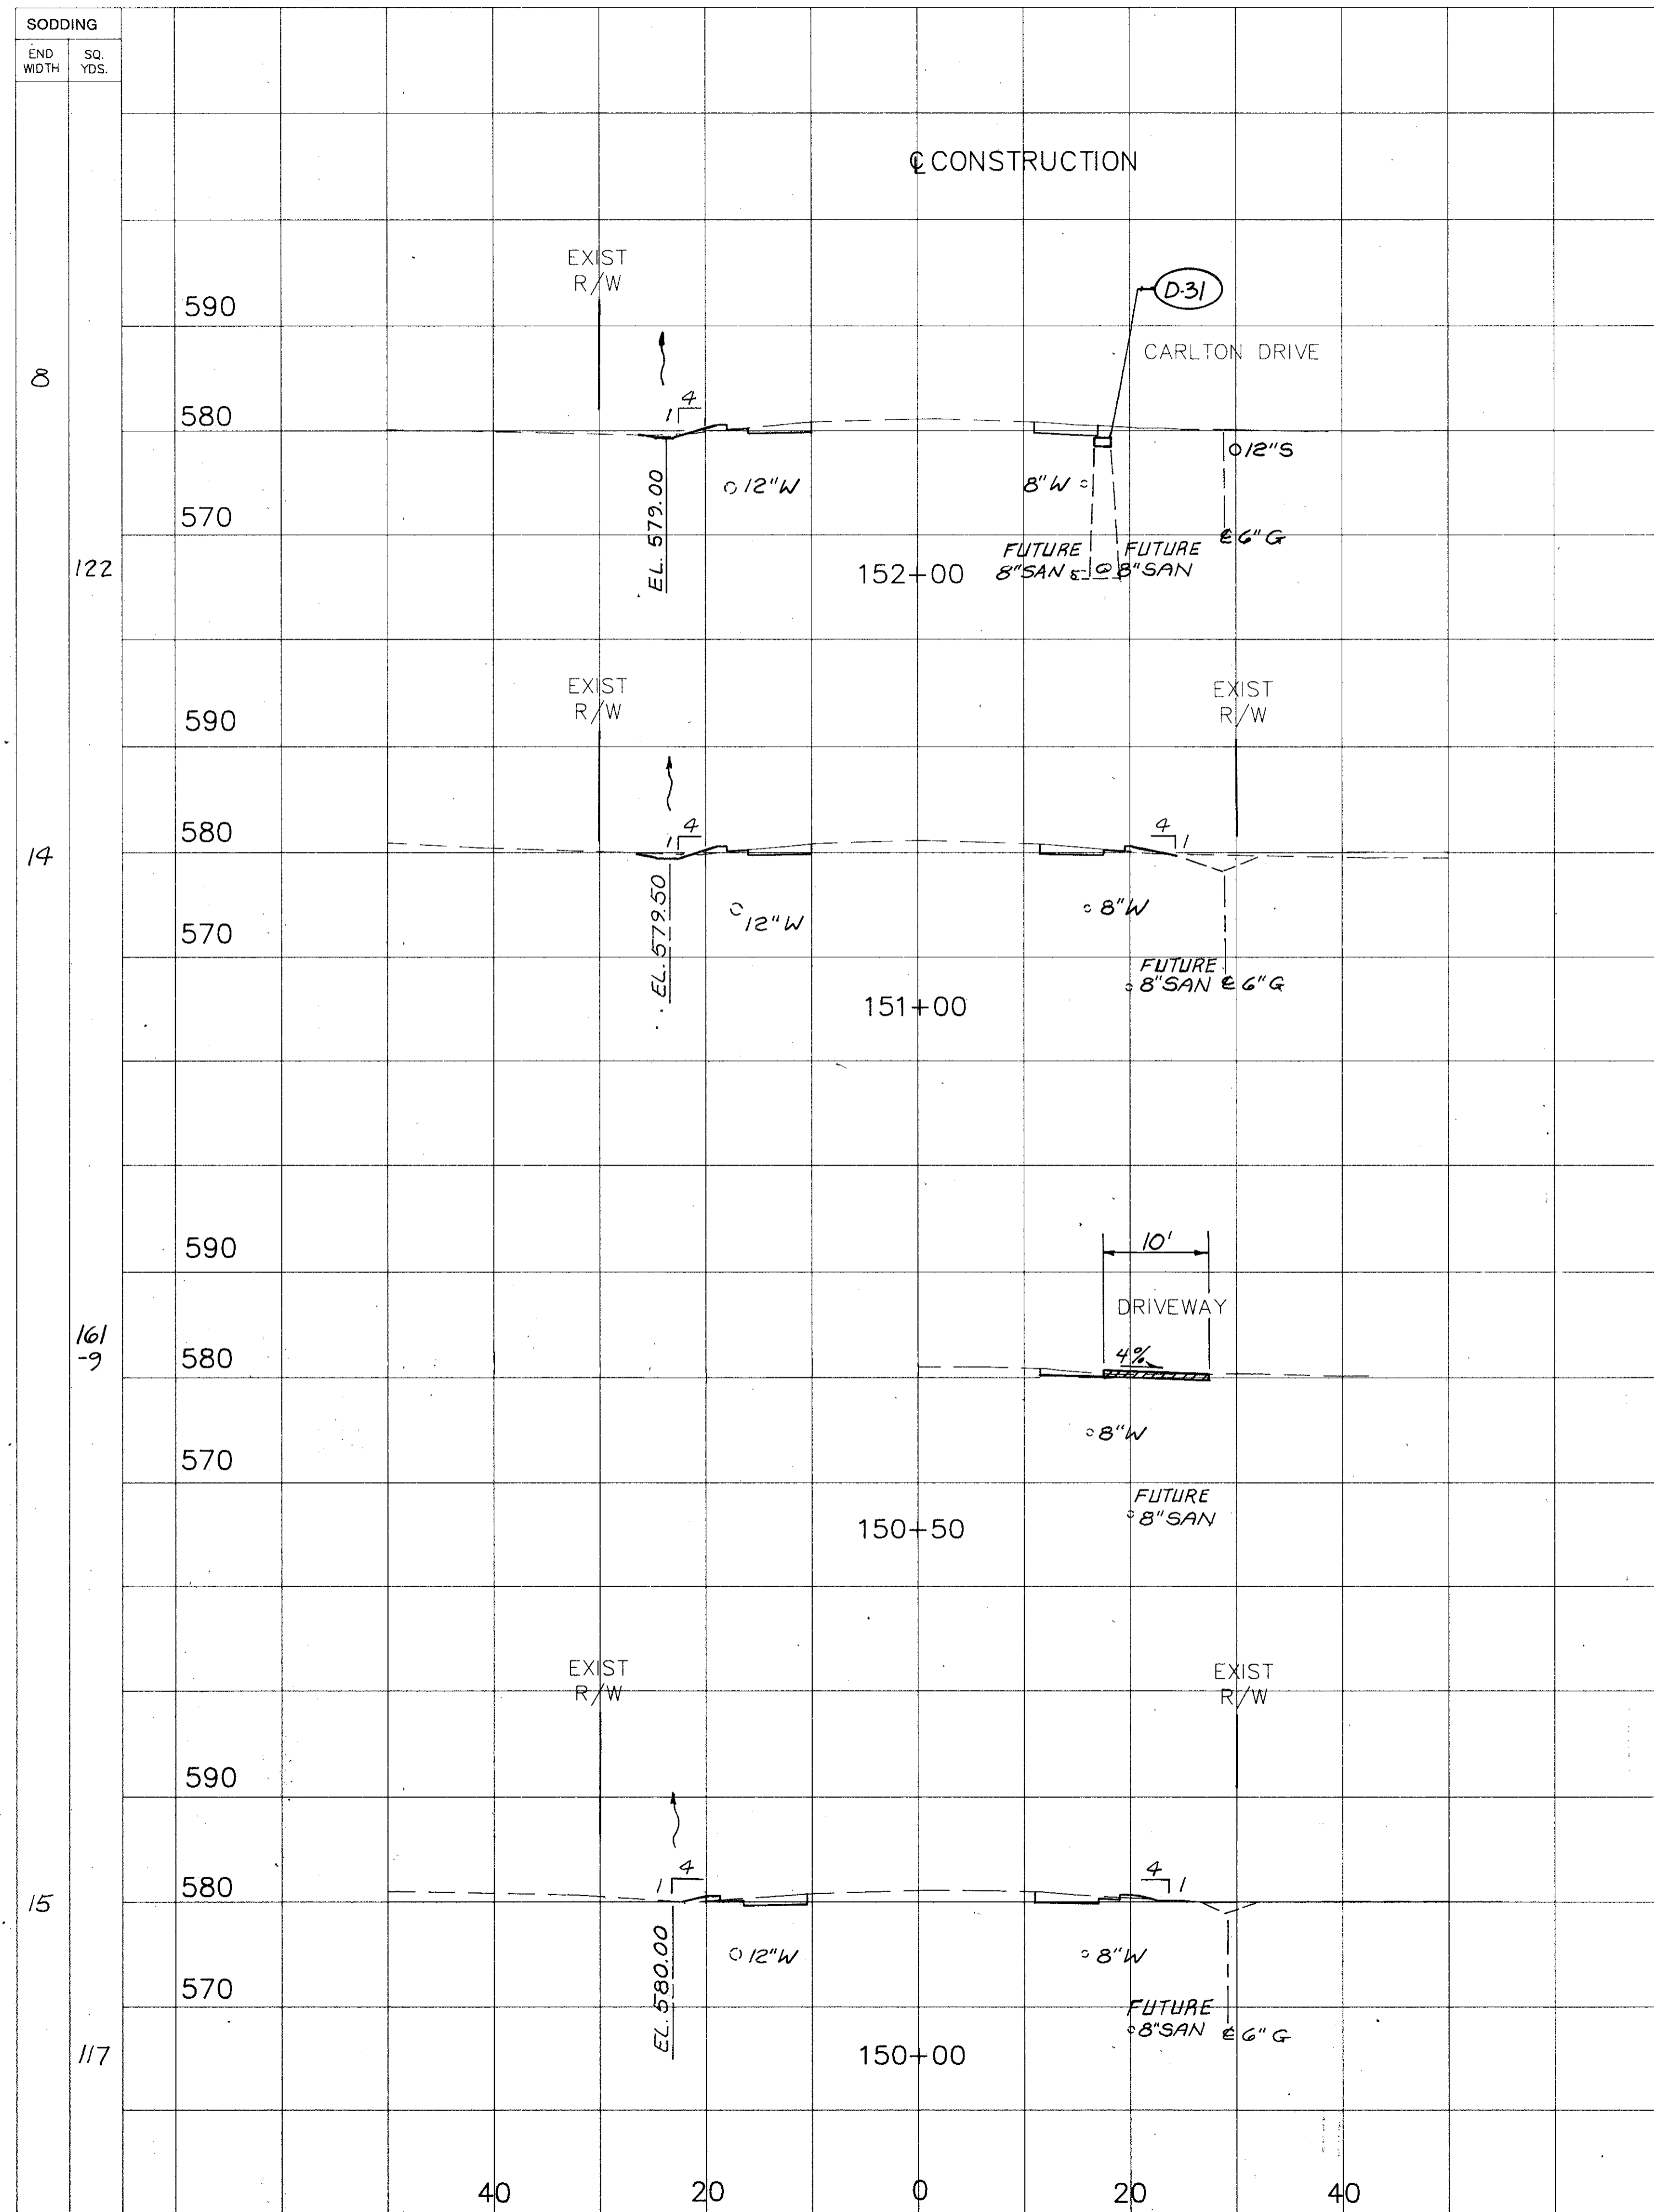 SODDING
END WIDTH
SQ. YDS.
℄ CONSTRUCTION
EXIST
R/W
D-31
590
CARLTON DRIVE
8
580
1 4
12"S
EL. 579.00
12"W
8"W
570
6"G
FUTURE
8"SAN
FUTURE
8"SAN
122
152+00
EXIST
R/W
EXIST
R/W
590
580
1 4
4 1
14
EL. 579.50
12"W
8"W
570
FUTURE
8"SAN
6"G
151+00
590
10'
DRIVEWAY
161
-9
580
4%
8"W
570
FUTURE
8"SAN
150+50
EXIST
R/W
EXIST
R/W
590
580
1 4
4 1
15
EL. 580.00
12"W
8"W
570
FUTURE
8"SAN
6"G
117
150+00
40 20 0 20 40